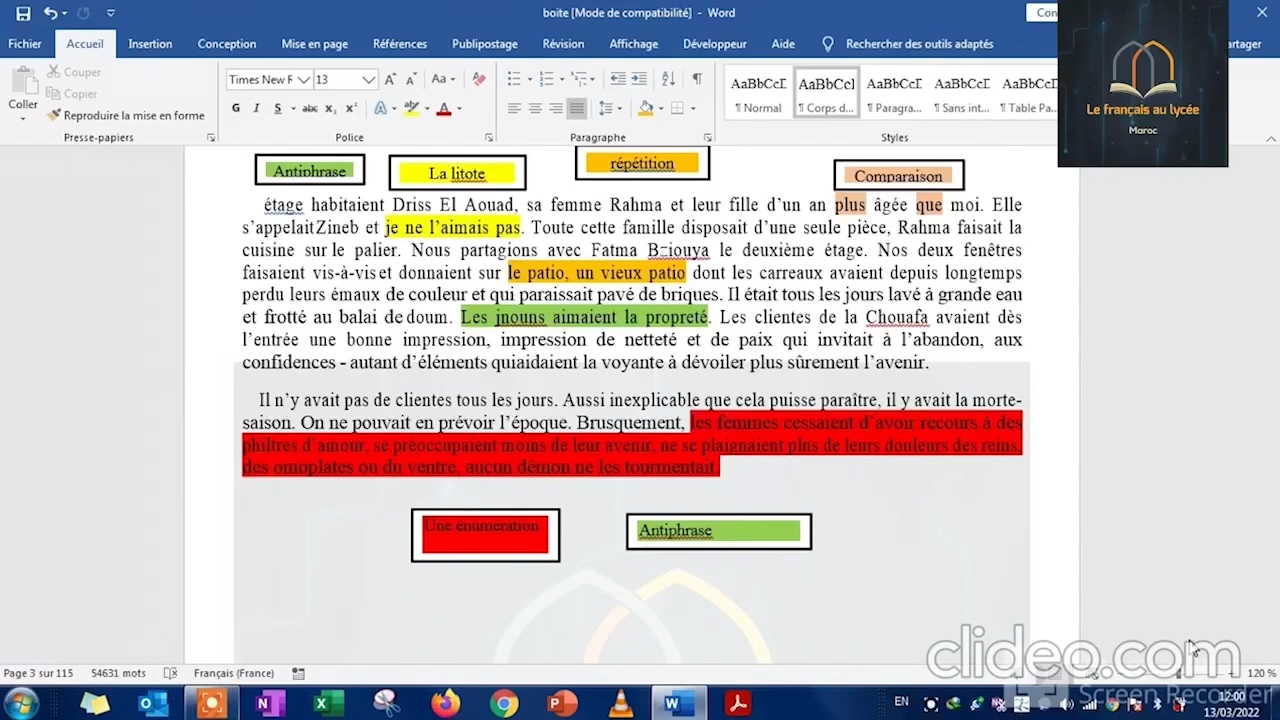 boite [Mode de compatibilité] - Word
Fichier Accueil Insertion Conception Mise en page Références Publipostage Révision Affichage Développeur Aide Rechercher des outils adaptés
Couper
Copier
Coller
Reproduire la mise en forme
Times New R 13
AaBbCcI AaBbCcI AaBbCcI AaBbCcI AaBbCcI
¶ Normal ¶ Corps d... ¶ Paragra... ¶ Sans int... ¶ Table Pa...
Presse-papiers Police Paragraphe Styles
Le français au lycée
Maroc
Antiphrase La litote répétition Comparaison
étage habitaient Driss El Aouad, sa femme Rahma et leur fille d’un an plus âgée que moi. Elle
s’appelaitZineb et je ne l’aimais pas. Toute cette famille disposait d’une seule pièce, Rahma faisait la
cuisine sur le palier. Nous partagions avec Fatma Bziouya le deuxième étage. Nos deux fenêtres
faisaient vis-à-vis et donnaient sur le patio, un vieux patio dont les carreaux avaient depuis longtemps
perdu leurs émaux de couleur et qui paraissait pavé de briques. Il était tous les jours lavé à grande eau
et frotté au balai de doum. Les jnouns aimaient la propreté. Les clientes de la Chouafa avaient dès
l’entrée une bonne impression, impression de netteté et de paix qui invitait à l’abandon, aux
confidences - autant d’éléments quiaidaient la voyante à dévoiler plus sûrement l’avenir.
Il n’y avait pas de clientes tous les jours. Aussi inexplicable que cela puisse paraître, il y avait la morte-
saison. On ne pouvait en prévoir l’époque. Brusquement, les femmes cessaient d’avoir recours à des
philtres d’amour, se préoccupaient moins de leur avenir, ne se plaignaient plus de leurs douleurs des reins,
des omoplates ou du ventre, aucun démon ne les tourmentait.
Une énumération Antiphrase
clideo.com
Page 3 sur 115 54631 mots Français (France) 120 %
Screen Recorder
EN 12:00
13/03/2022